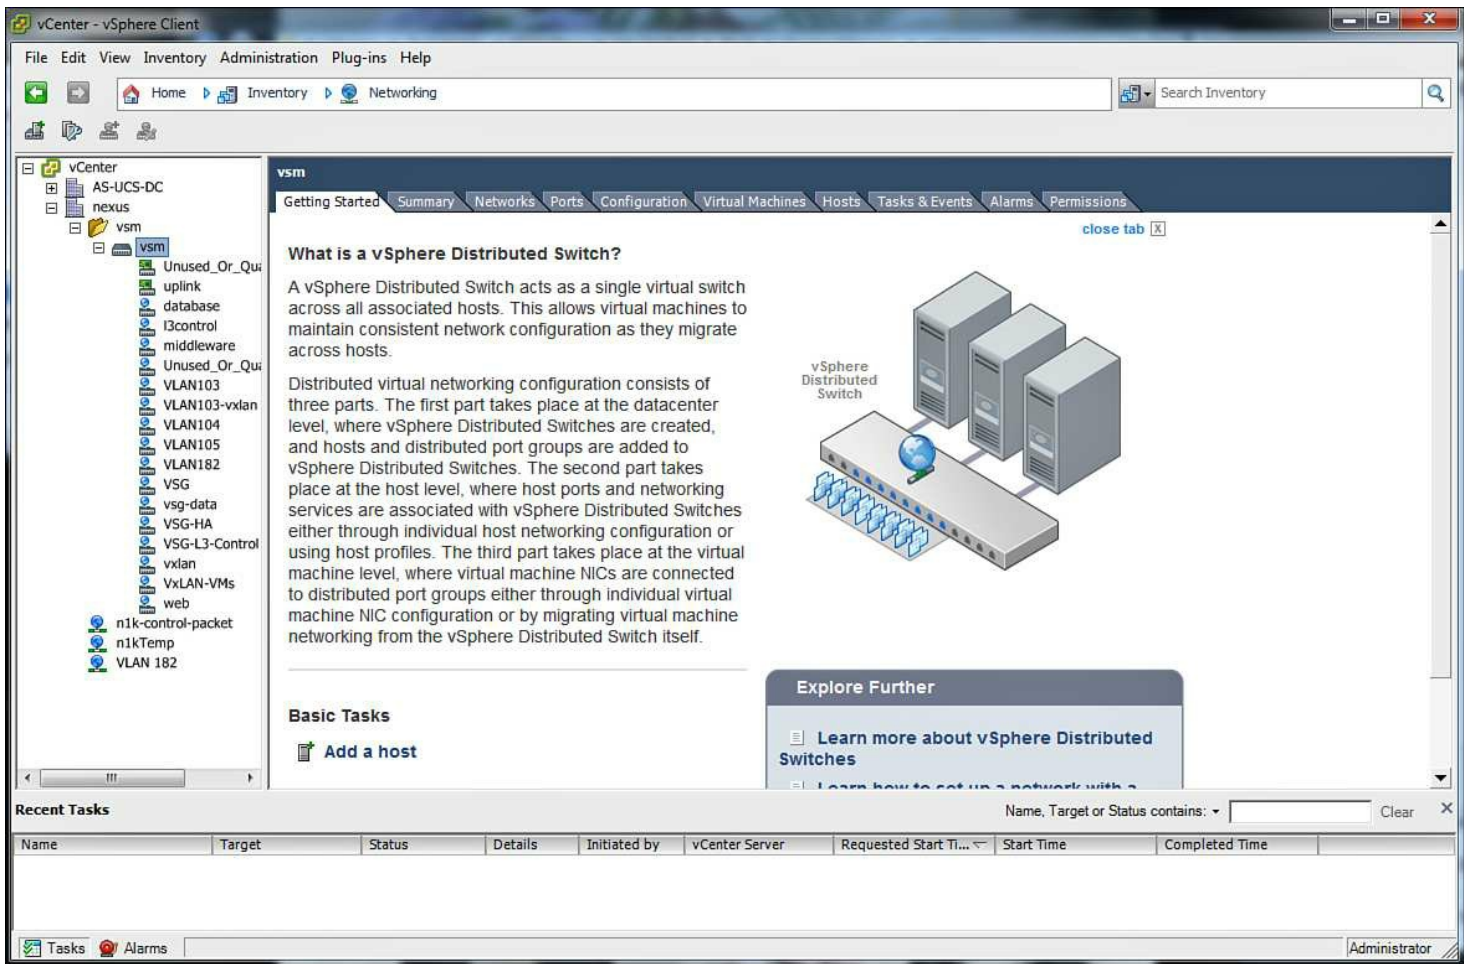 vCenter - vSphere Client
File Edit View Inventory Administration Plug-ins Help
Home Inventory Networking
Search Inventory
vCenter
AS-UCS-DC
nexus
vsm
vsm
Unused_Or_Qua
uplink
database
l3control
middleware
Unused_Or_Qua
VLAN103
VLAN103-vxlan
VLAN104
VLAN105
VLAN182
VSG
vsg-data
VSG-HA
VSG-L3-Control
vxlan
VxLAN-VMs
web
n1k-control-packet
n1kTemp
VLAN 182
vsm
Getting Started Summary Networks Ports Configuration Virtual Machines Hosts Tasks & Events Alarms Permissions
close tab X
What is a vSphere Distributed Switch?
A vSphere Distributed Switch acts as a single virtual switch
across all associated hosts. This allows virtual machines to
maintain consistent network configuration as they migrate
across hosts.
Distributed virtual networking configuration consists of
three parts. The first part takes place at the datacenter
level, where vSphere Distributed Switches are created,
and hosts and distributed port groups are added to
vSphere Distributed Switches. The second part takes
place at the host level, where host ports and networking
services are associated with vSphere Distributed Switches
either through individual host networking configuration or
using host profiles. The third part takes place at the virtual
machine level, where virtual machine NICs are connected
to distributed port groups either through individual virtual
machine NIC configuration or by migrating virtual machine
networking from the vSphere Distributed Switch itself.
vSphere
Distributed
Switch
Basic Tasks
Add a host
Explore Further
Learn more about vSphere Distributed
Switches
Learn how to set up a network with a
Recent Tasks
Name, Target or Status contains:
Clear
Name Target Status Details Initiated by vCenter Server Requested Start Ti... Start Time Completed Time
Tasks Alarms
Administrator